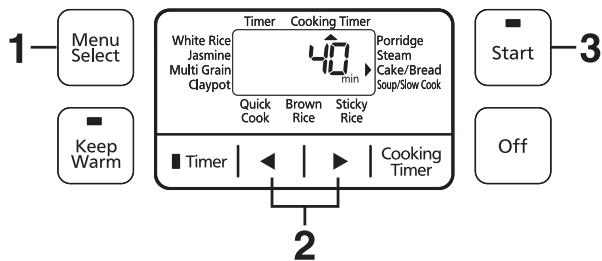 Timer Cooking Timer
1
Menu
Select
White Rice
Jasmine
Multi Grain
Claypot
40
min
Porridge
Steam
Cake/Bread
Soup/Slow Cook
Start
3
Quick
Cook
Brown
Rice
Sticky
Rice
Keep
Warm
Timer
Cooking
Timer
Off
2